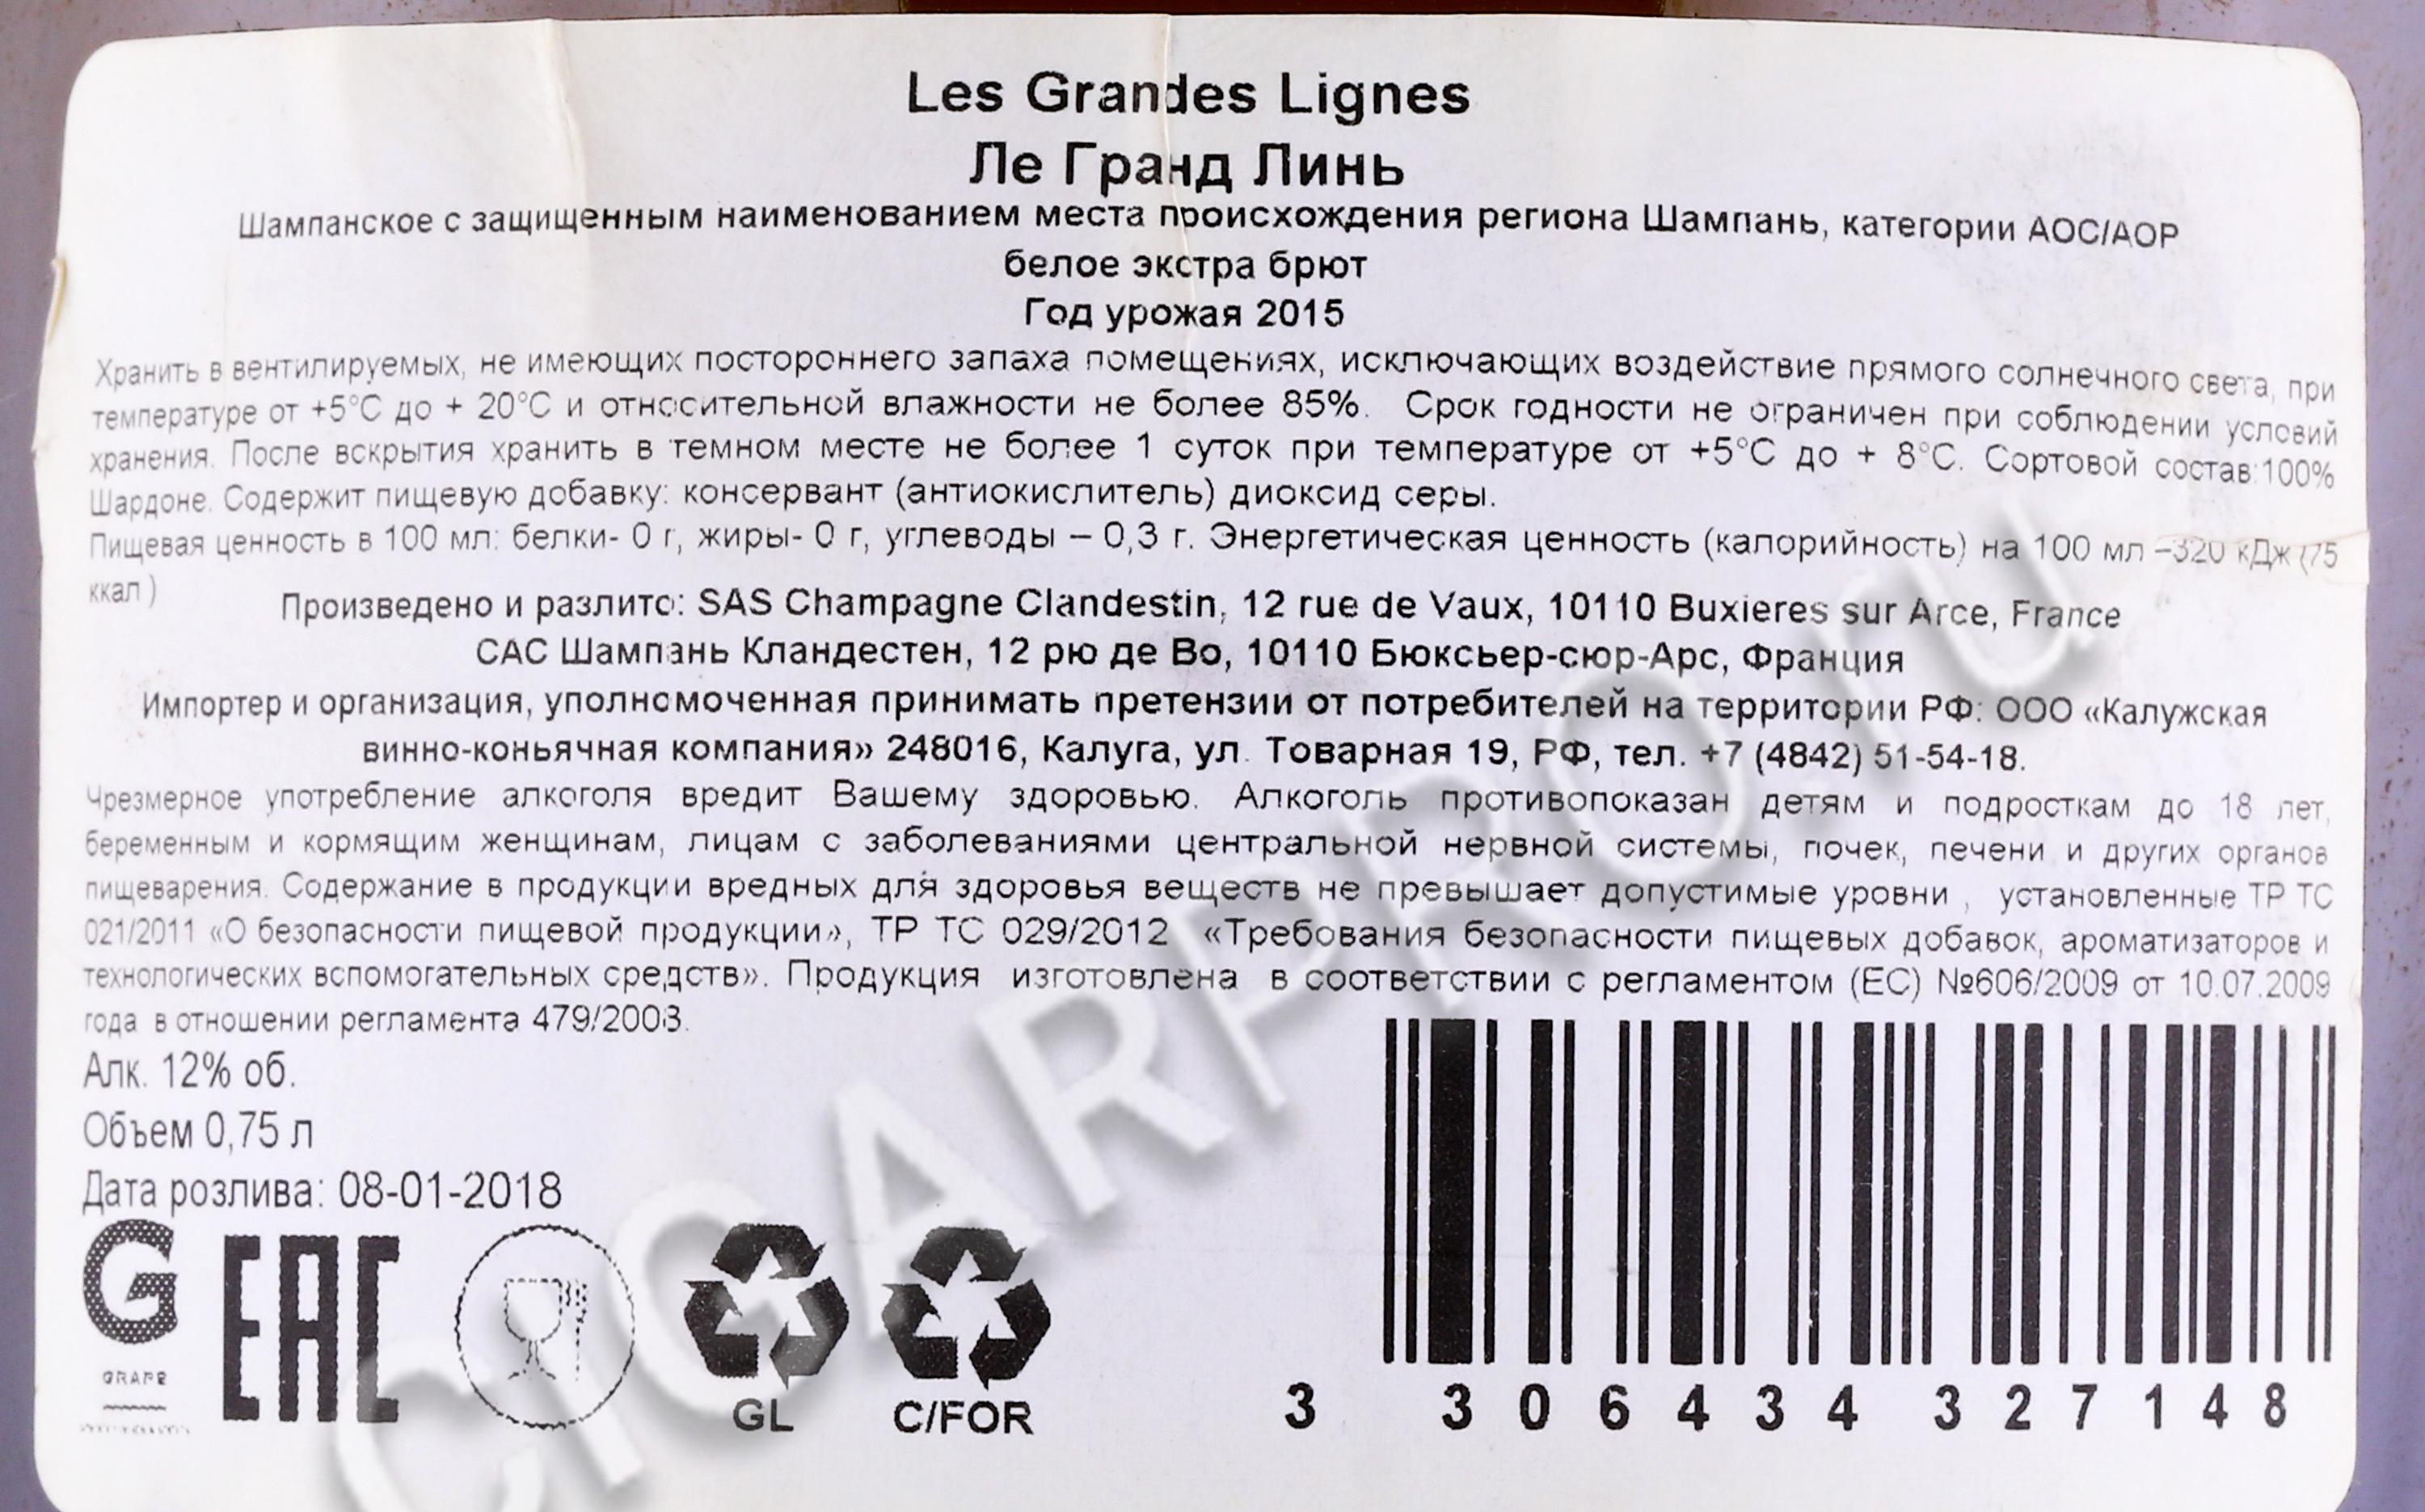 Les Grandes Lignes
Ле Гранд Линь
Шампанское с защищенным наименованием места происхождения региона Шампань, категории AOC/AOP
белое экстра брют
Год урожая 2015
Хранить в вентилируемых, не имеющих постороннего запаха помещениях, исключающих воздействие прямого солнечного света, при
температуре от +5°С до + 20°С и относительной влажности не более 85%. Срок годности не ограничен при соблюдении условий
хранения. После вскрытия хранить в темном месте не более 1 суток при температуре от +5°С до + 8°С. Сортовой состав:100%
Шардоне. Содержит пищевую добавку: консервант (антиокислитель) диоксид серы.
Пищевая ценность в 100 мл: белки- 0 г, жиры- 0 г, углеводы – 0,3 г. Энергетическая ценность (калорийность) на 100 мл –320 кДж (75
ккал )
Произведено и разлито: SAS Champagne Clandestin, 12 rue de Vaux, 10110 Buxieres sur Arce, France
САС Шампань Кландестен, 12 рю де Во, 10110 Бюксьер-сюр-Арс, Франция
Импортер и организация, уполномоченная принимать претензии от потребителей на территории РФ: ООО «Калужская
винно-коньячная компания» 248016, Калуга, ул. Товарная 19, РФ, тел. +7 (4842) 51-54-18.
Чрезмерное употребление алкоголя вредит Вашему здоровью. Алкоголь противопоказан детям и подросткам до 18 лет,
беременным и кормящим женщинам, лицам с заболеваниями центральной нервной системы, почек, печени и других органов
пищеварения. Содержание в продукции вредных для здоровья веществ не превышает допустимые уровни , установленные ТР ТС
021/2011 «О безопасности пищевой продукции», ТР ТС 029/2012 «Требования безопасности пищевых добавок, ароматизаторов и
технологических вспомогательных средств». Продукция изготовлена в соответствии с регламентом (ЕС) №606/2009 от 10.07.2009
года в отношении регламента 479/2008.
Алк. 12% об.
Объем 0,75 л
Дата розлива: 08-01-2018
G
GRAPE
EAC
GL
C/FOR
3 306434 327148
CIGARPRO.ru